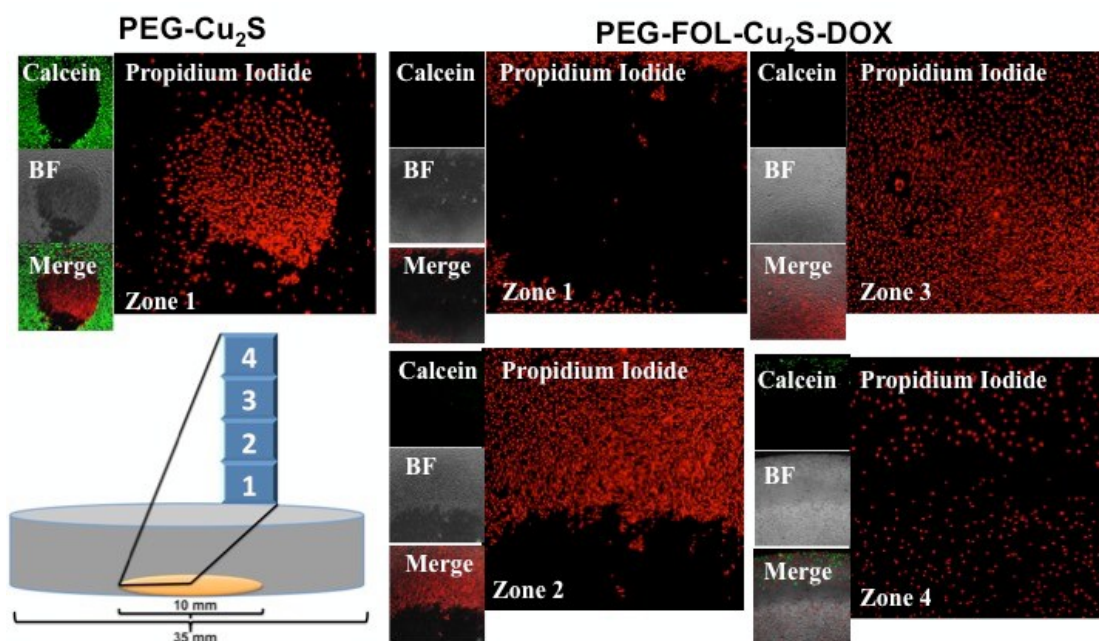 PEG-Cu₂S
PEG-FOL-Cu₂S-DOX
Calcein
Propidium Iodide
BF
Merge
Zone 1
Calcein
Propidium Iodide
BF
Merge
Zone 1
Calcein
Propidium Iodide
BF
Merge
Zone 3
4
3
2
1
10 mm
35 mm
Calcein
Propidium Iodide
BF
Merge
Zone 2
Calcein
Propidium Iodide
BF
Merge
Zone 4